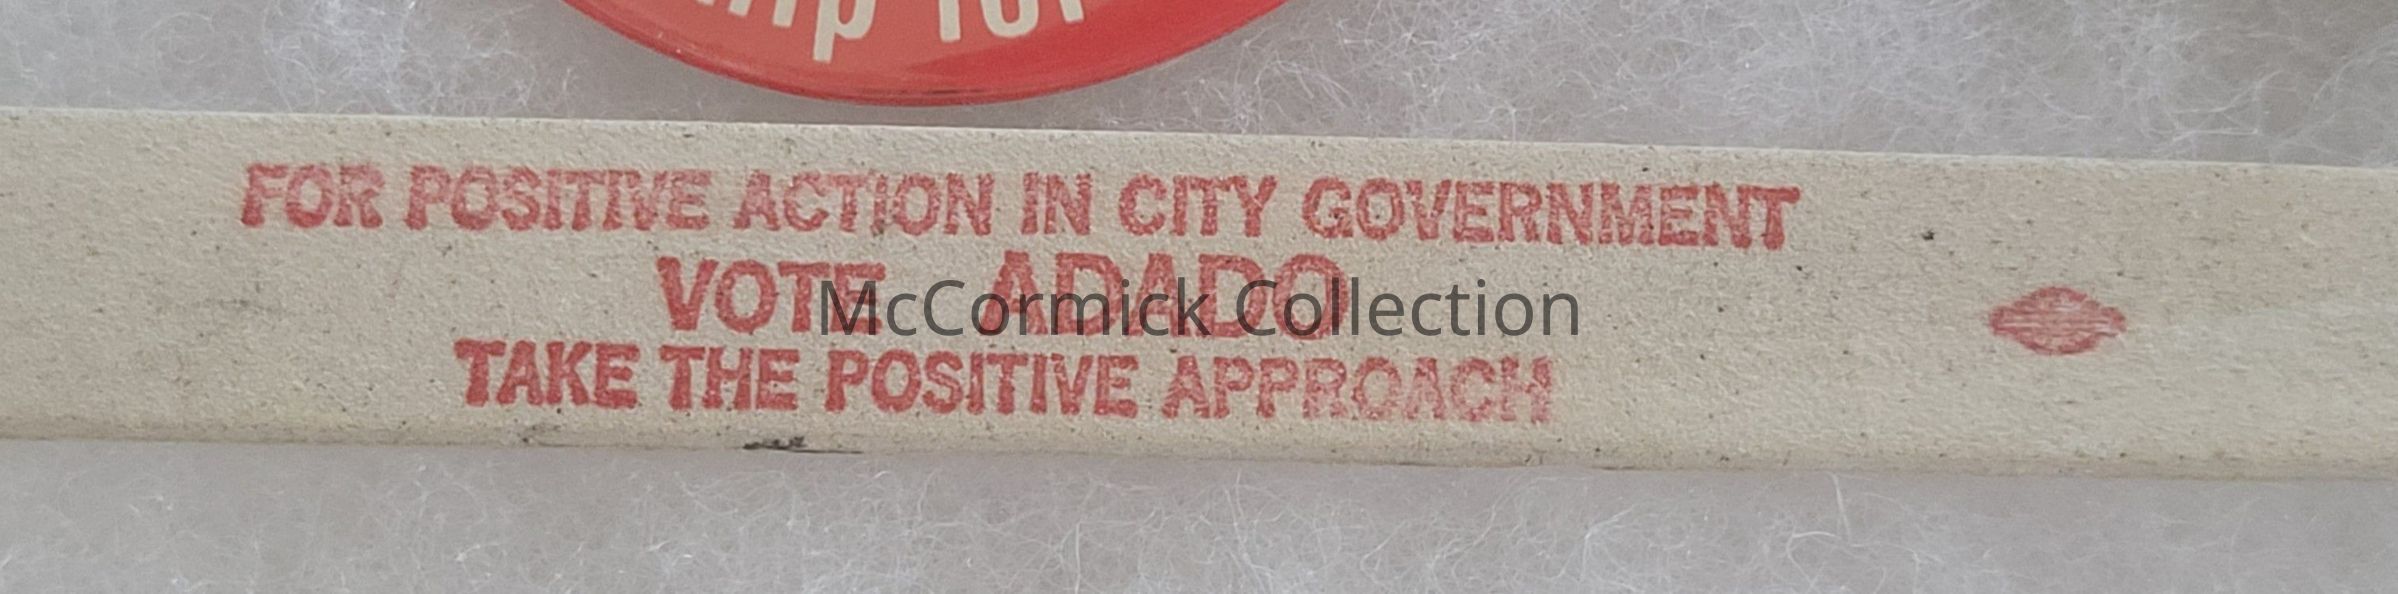 FOR POSITIVE ACTION IN CITY GOVERNMENT
VOTE ADADO
TAKE THE POSITIVE APPROACH
McCormick Collection